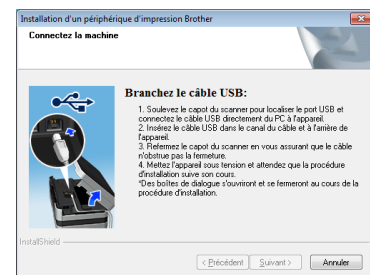 Installation d'un périphérique d'impression Brother
Connectez la machine
Branchez le câble USB:
1. Soulevez le capot du scanner pour localiser le port USB et
connectez le câble USB directement du PC à l'appareil.
2. Insérez le câble USB dans le canal du câble et à l'arrière de
l'appareil.
3. Refermez le capot du scanner en vous assurant que le câble
n'obstrue pas la fermeture.
4. Mettez l'appareil sous tension et attendez que la procédure
d'installation suive son cours.
*Des boîtes de dialogue s'ouvriront et se fermeront au cours de la
procédure d'installation.
InstallShield
< Précédent Suivant > Annuler